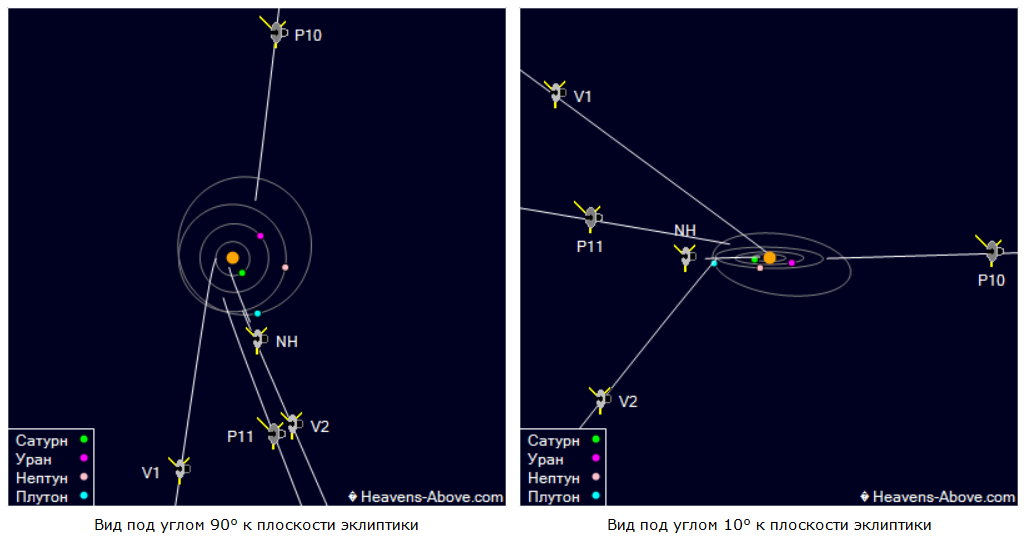 P10
NH
V2
P11
V1
Сатурн
Уран
Нептун
Плутон
� Heavens-Above.com
Вид под углом 90° к плоскости эклиптики
V1
P11
NH
P10
V2
Сатурн
Уран
Нептун
Плутон
� Heavens-Above.com
Вид под углом 10° к плоскости эклиптики